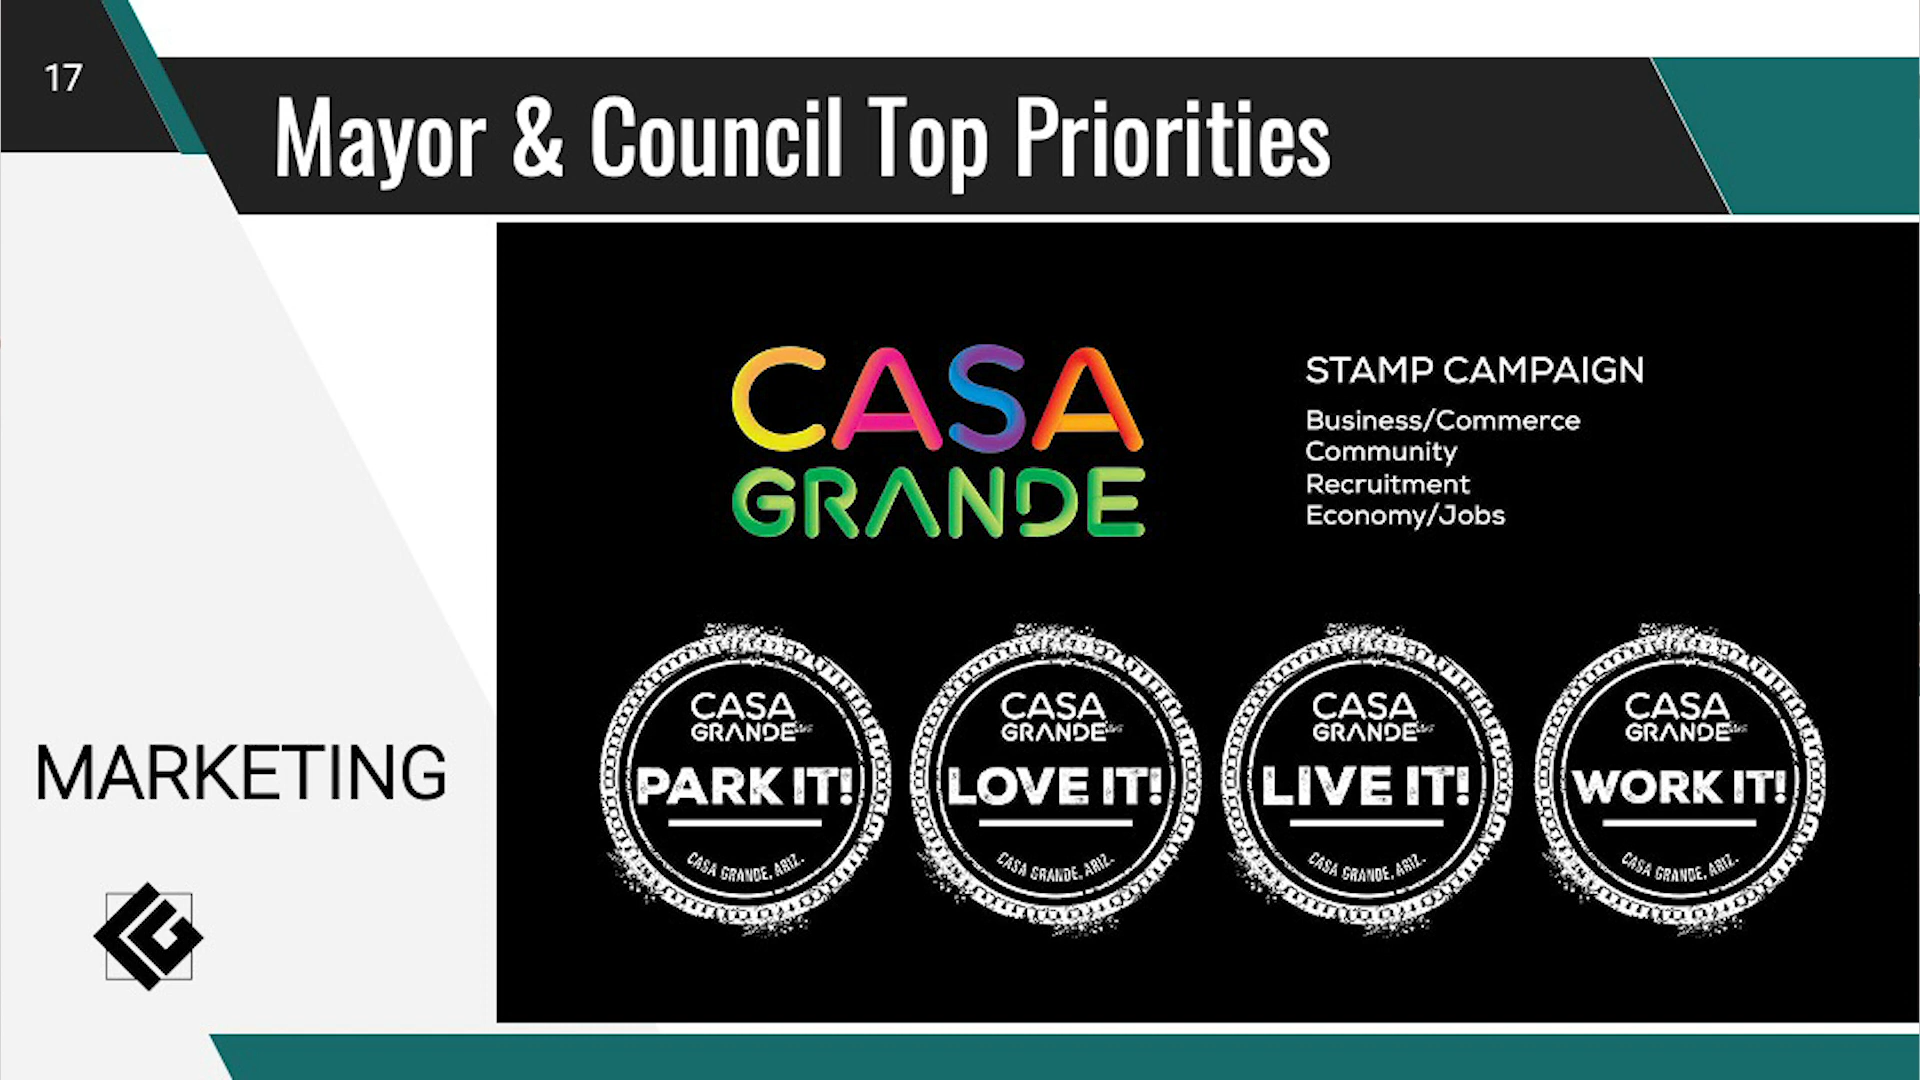 17
Mayor & Council Top Priorities
CASA
GRANDE
STAMP CAMPAIGN
Business/Commerce
Community
Recruitment
Economy/Jobs
CASA
GRANDE
PARK IT!
CASA GRANDE, ARIZ.
CASA
GRANDE
LOVE IT!
CASA GRANDE, ARIZ.
CASA
GRANDE
LIVE IT!
CASA GRANDE, ARIZ.
CASA
GRANDE
WORK IT!
CASA GRANDE, ARIZ.
MARKETING